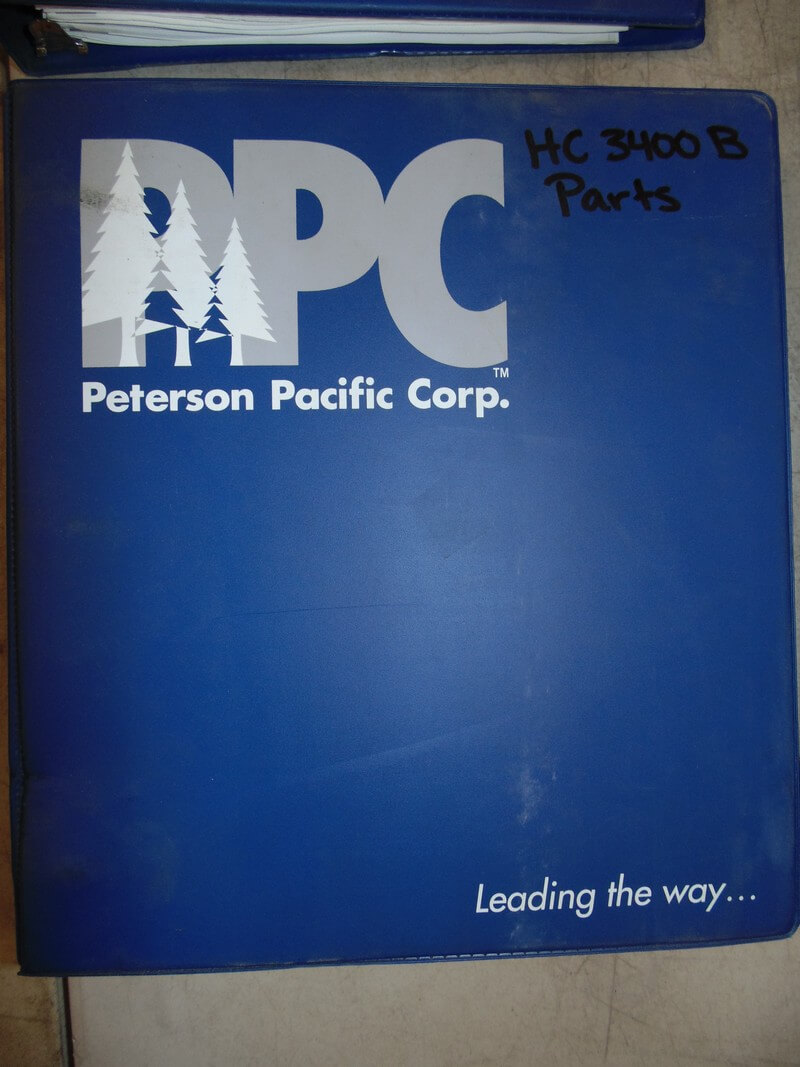 HC 3400 B
Parts
PPC
TM
Peterson Pacific Corp.
Leading the way...